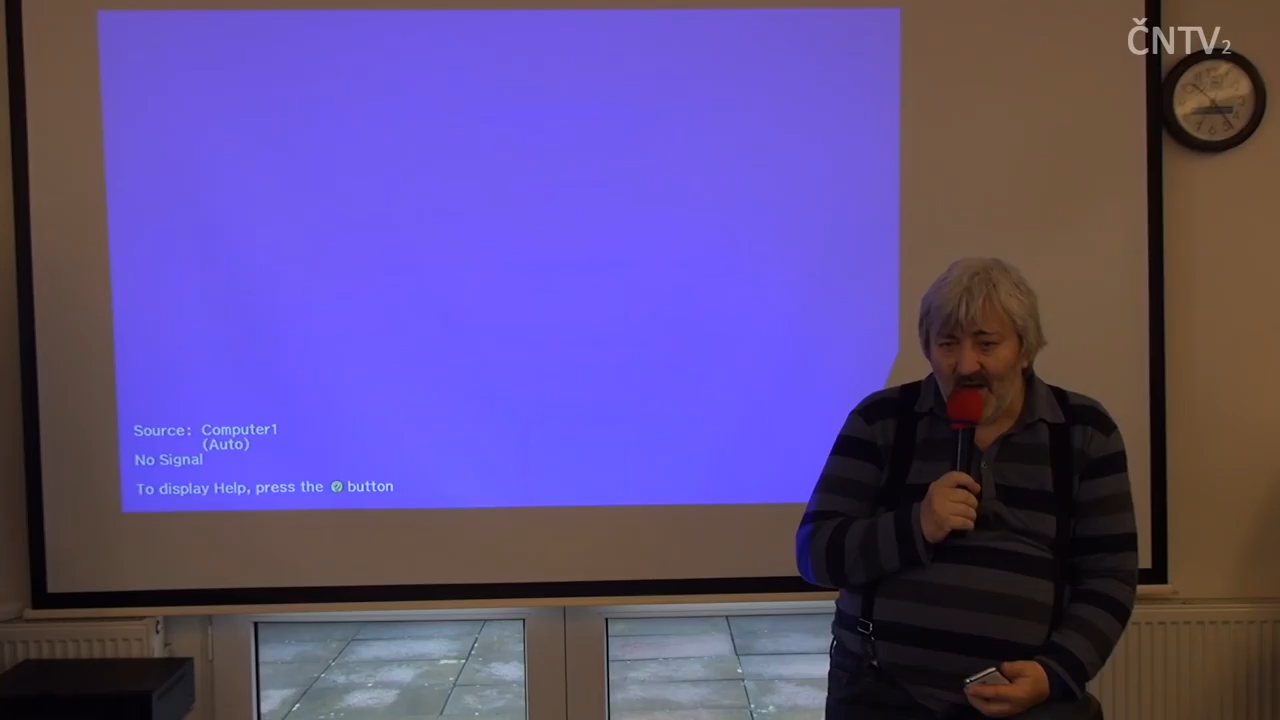 ČNTV2
Source: Computer1
(Auto)
No Signal
To display Help, press the ? button